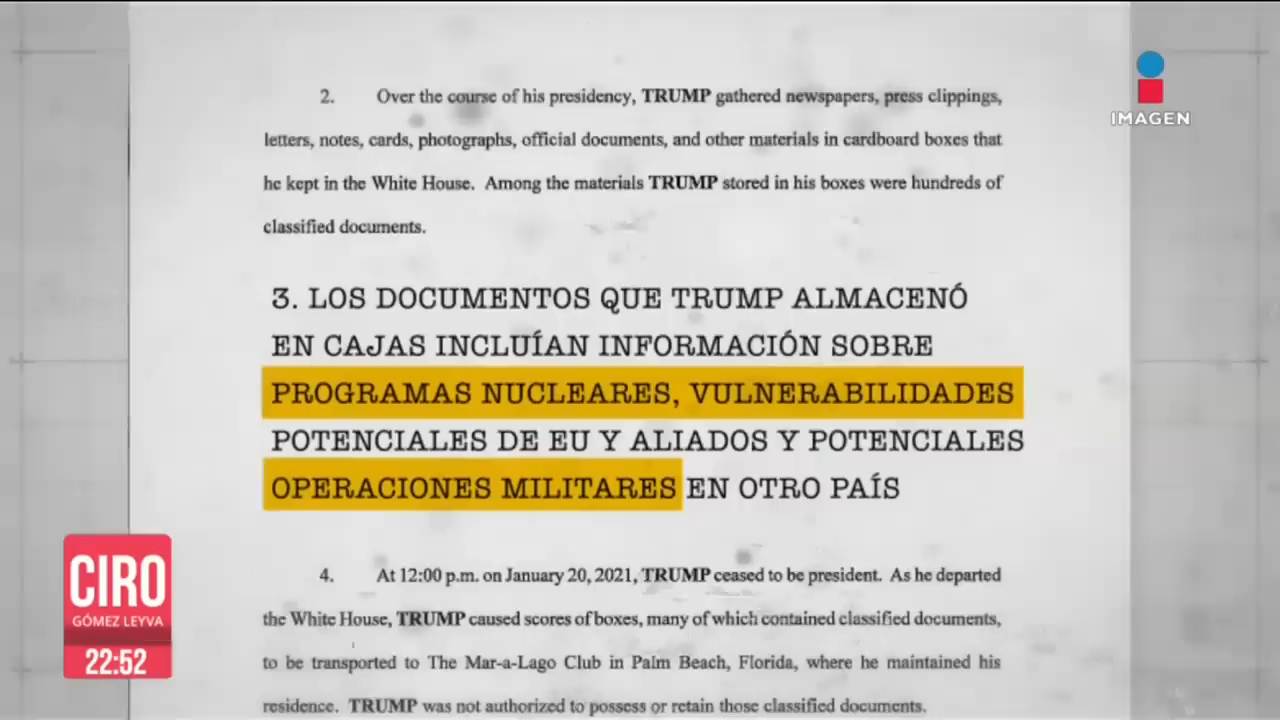 IMAGEN
2. Over the course of his presidency, TRUMP gathered newspapers, press clippings,
letters, notes, cards, photographs, official documents, and other materials in cardboard boxes that
he kept in the White House. Among the materials TRUMP stored in his boxes were hundreds of
classified documents.
3. LOS DOCUMENTOS QUE TRUMP ALMACENÓ
EN CAJAS INCLUÍAN INFORMACIÓN SOBRE
PROGRAMAS NUCLEARES, VULNERABILIDADES
POTENCIALES DE EU Y ALIADOS Y POTENCIALES
OPERACIONES MILITARES EN OTRO PAÍS
4. At 12:00 p.m. on January 20, 2021, TRUMP ceased to be president. As he departed
the White House, TRUMP caused scores of boxes, many of which contained classified documents,
to be transported to The Mar-a-Lago Club in Palm Beach, Florida, where he maintained his
residence. TRUMP was not authorized to possess or retain those classified documents.
CIRO
GÓMEZ LEYVA
22:52